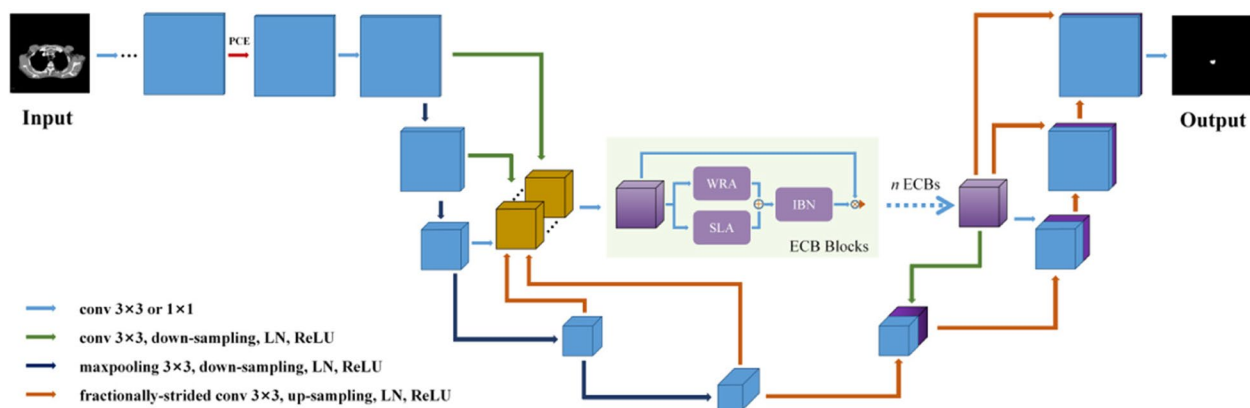 PCE
Input
Output
WRA
SLA
IBN
ECB Blocks
n ECBs
conv 3×3 or 1×1
conv 3×3, down-sampling, LN, ReLU
maxpooling 3×3, down-sampling, LN, ReLU
fractionally-strided conv 3×3, up-sampling, LN, ReLU